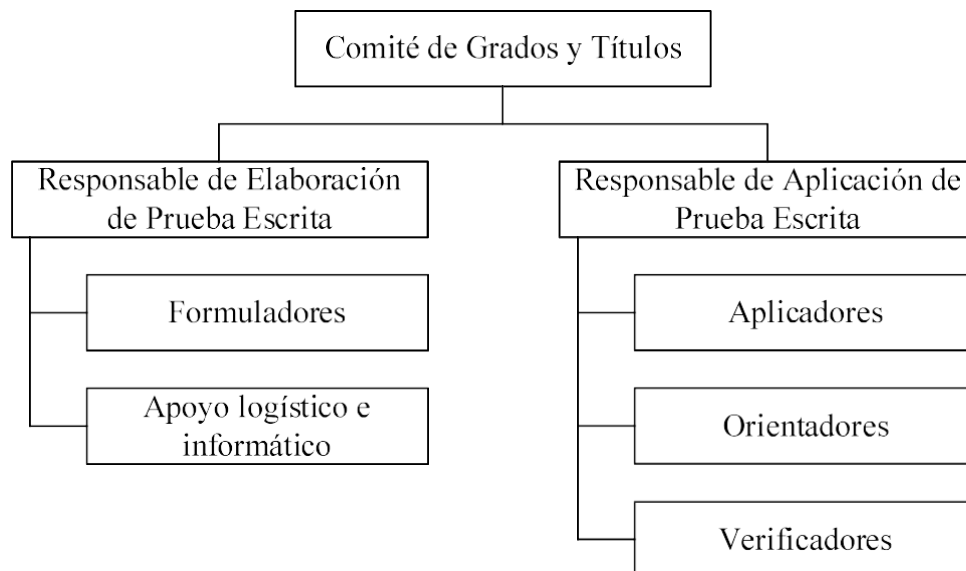 Comité de Grados y Títulos
Responsable de Elaboración
de Prueba Escrita
Formuladores
Apoyo logístico e
informático
Responsable de Aplicación de
Prueba Escrita
Aplicadores
Orientadores
Verificadores